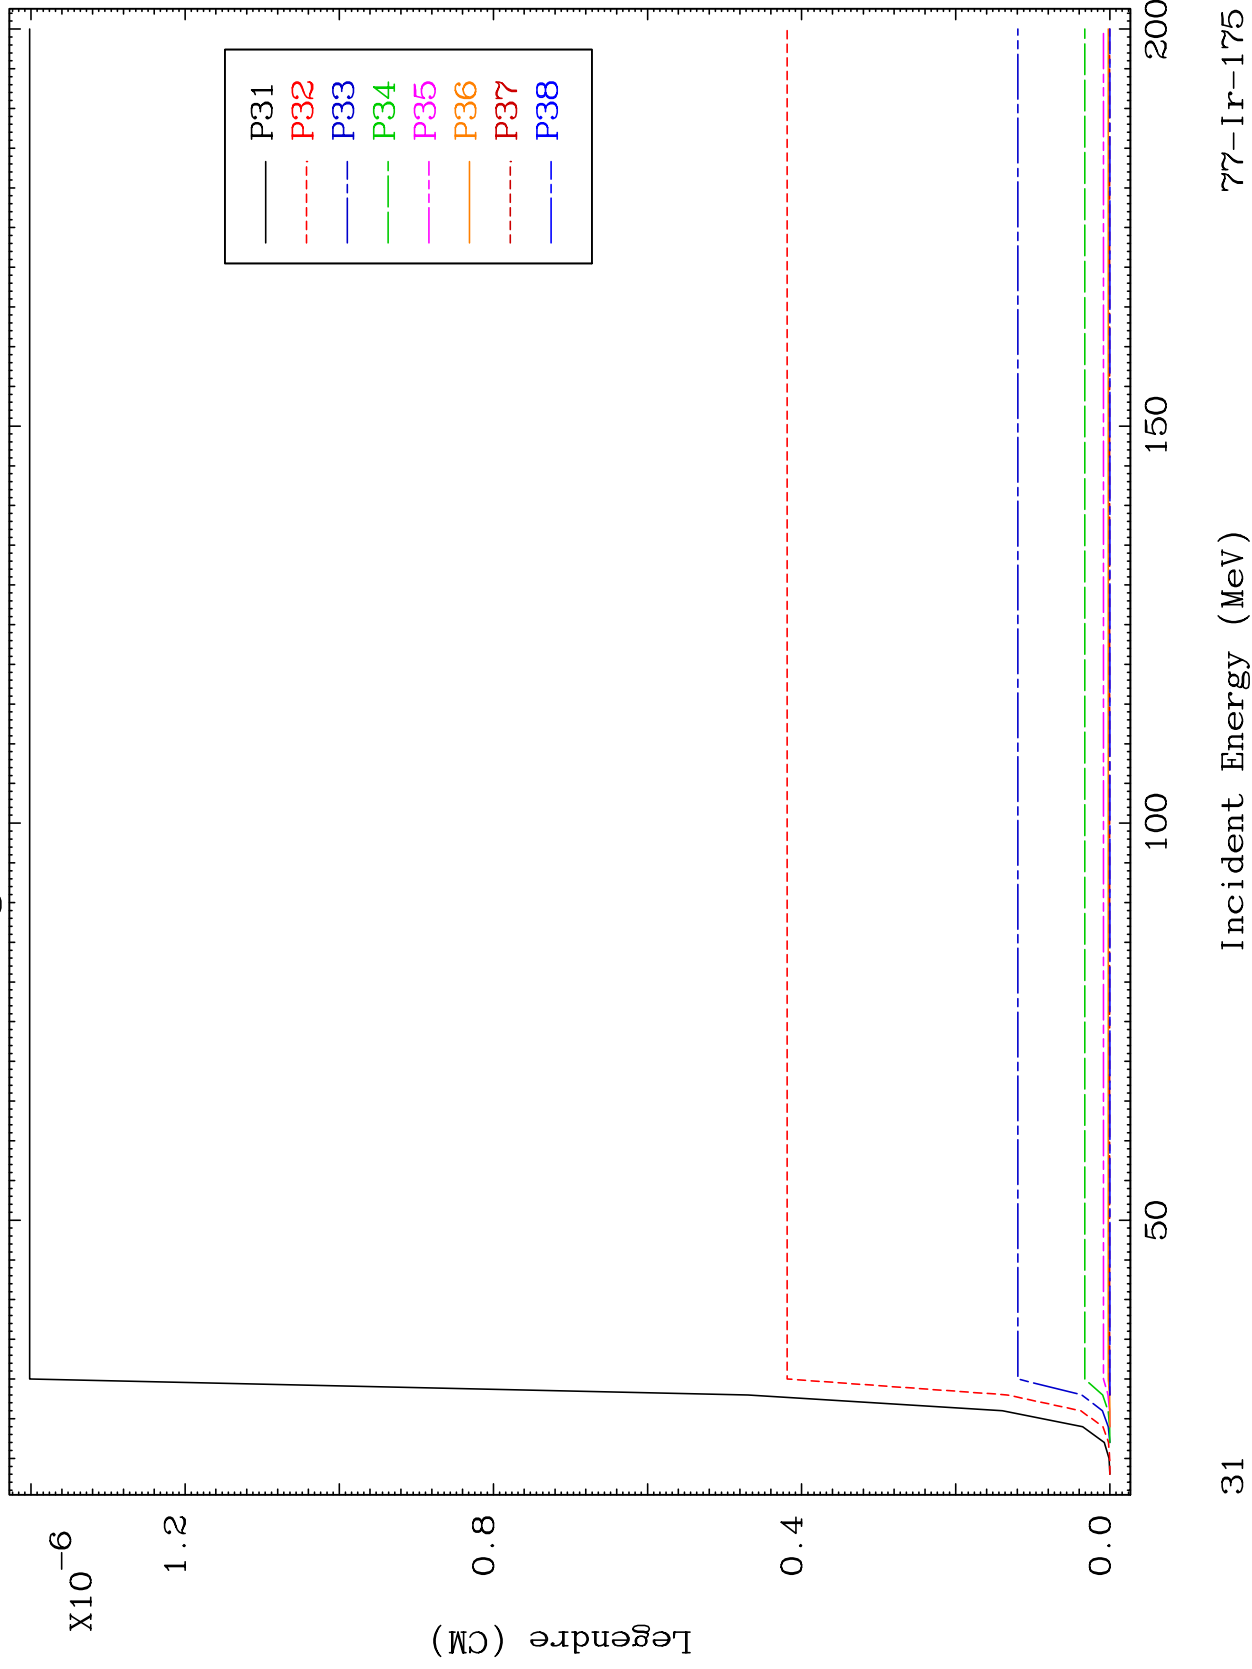 X10-6
1.2
0.8
0.4
0.0
Legendre (CM)
P31
P32
P33
P34
P35
P36
P37
P38
50
100
150
200
Incident Energy (MeV)
31
77-Ir-175